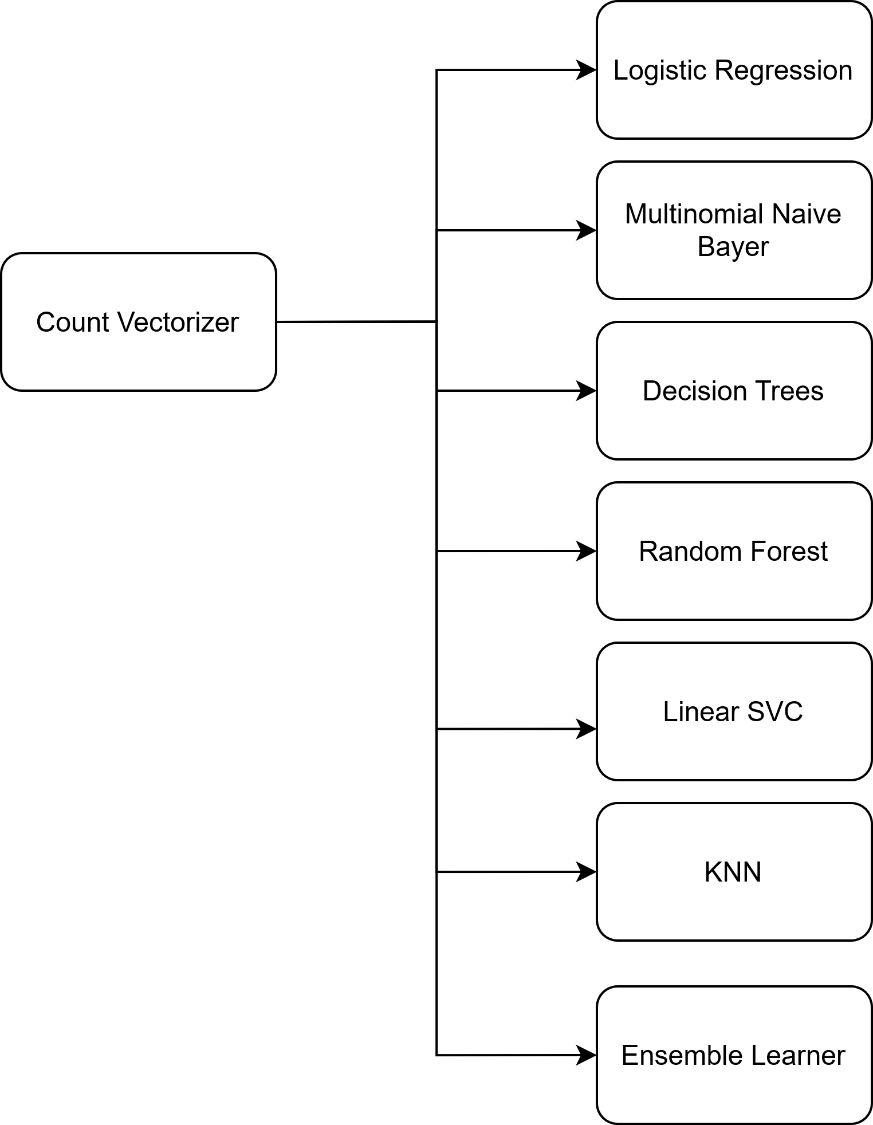 Logistic Regression
Multinomial Naive
Bayer
Count Vectorizer
Decision Trees
Random Forest
Linear SVC
KNN
Ensemble Learner